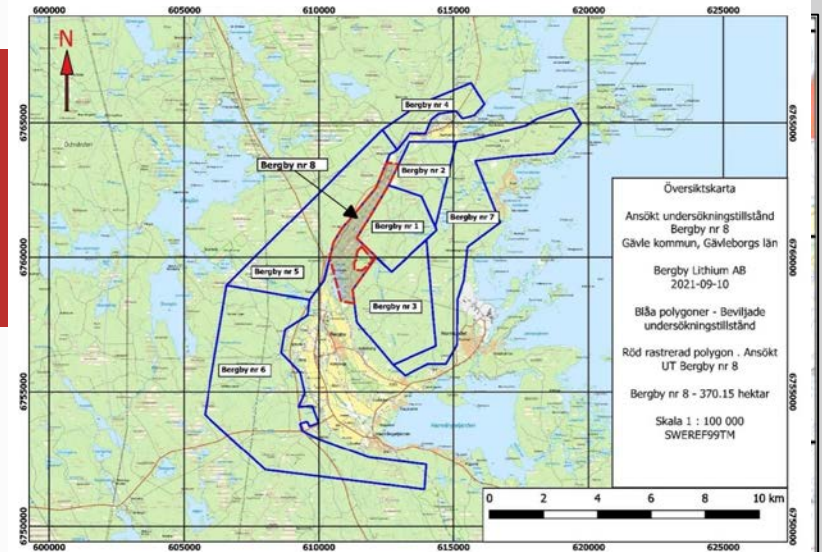 600000 605000 610000 615000 620000 625000
N
6765000
6765000
Bergby nr 4
Bergby nr 8
Bergby nr 2
Bergby nr 7
Bergby nr 1
6760000
6760000
Bergby nr 5
Bergby nr 3
Bergby nr 6
6755000
6755000
6750000
6750000
Översiktskarta
Ansökt undersökningstillstånd
Bergby nr 8
Gävle kommun, Gävleborgs län
Bergby Lithium AB
2021-09-10
Blåa polygoner - Beviljade
undersökningstillstånd
Röd rastrerad polygon . Ansökt
UT Bergby nr 8
Bergby nr 8 - 370.15 hektar
Skala 1 : 100 000
SWEREF99TM
0 2 4 6 8 10 km
600000 605000 610000 615000 620000 625000